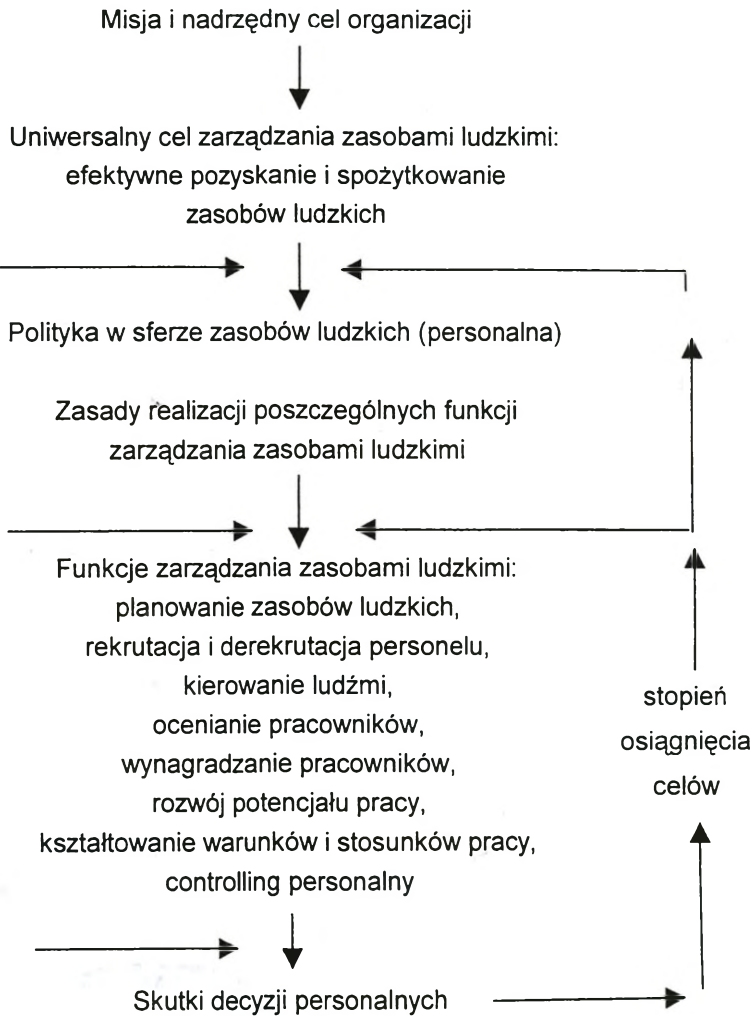 Misja i nadrzędny cel organizacji
Uniwersalny cel zarządzania zasobami ludzkimi:
efektywne pozyskanie i spożytkowanie
zasobów ludzkich
Polityka w sferze zasobów ludzkich (personalna)
Zasady realizacji poszczególnych funkcji
zarządzania zasobami ludzkimi
Funkcje zarządzania zasobami ludzkimi:
planowanie zasobów ludzkich,
rekrutacja i derekrutacja personelu,
kierowanie ludźmi,
ocenianie pracowników,
wynagradzanie pracowników,
rozwój potencjału pracy,
kształtowanie warunków i stosunków pracy,
controlling personalny
stopień
osiągnięcia
celów
Skutki decyzji personalnych